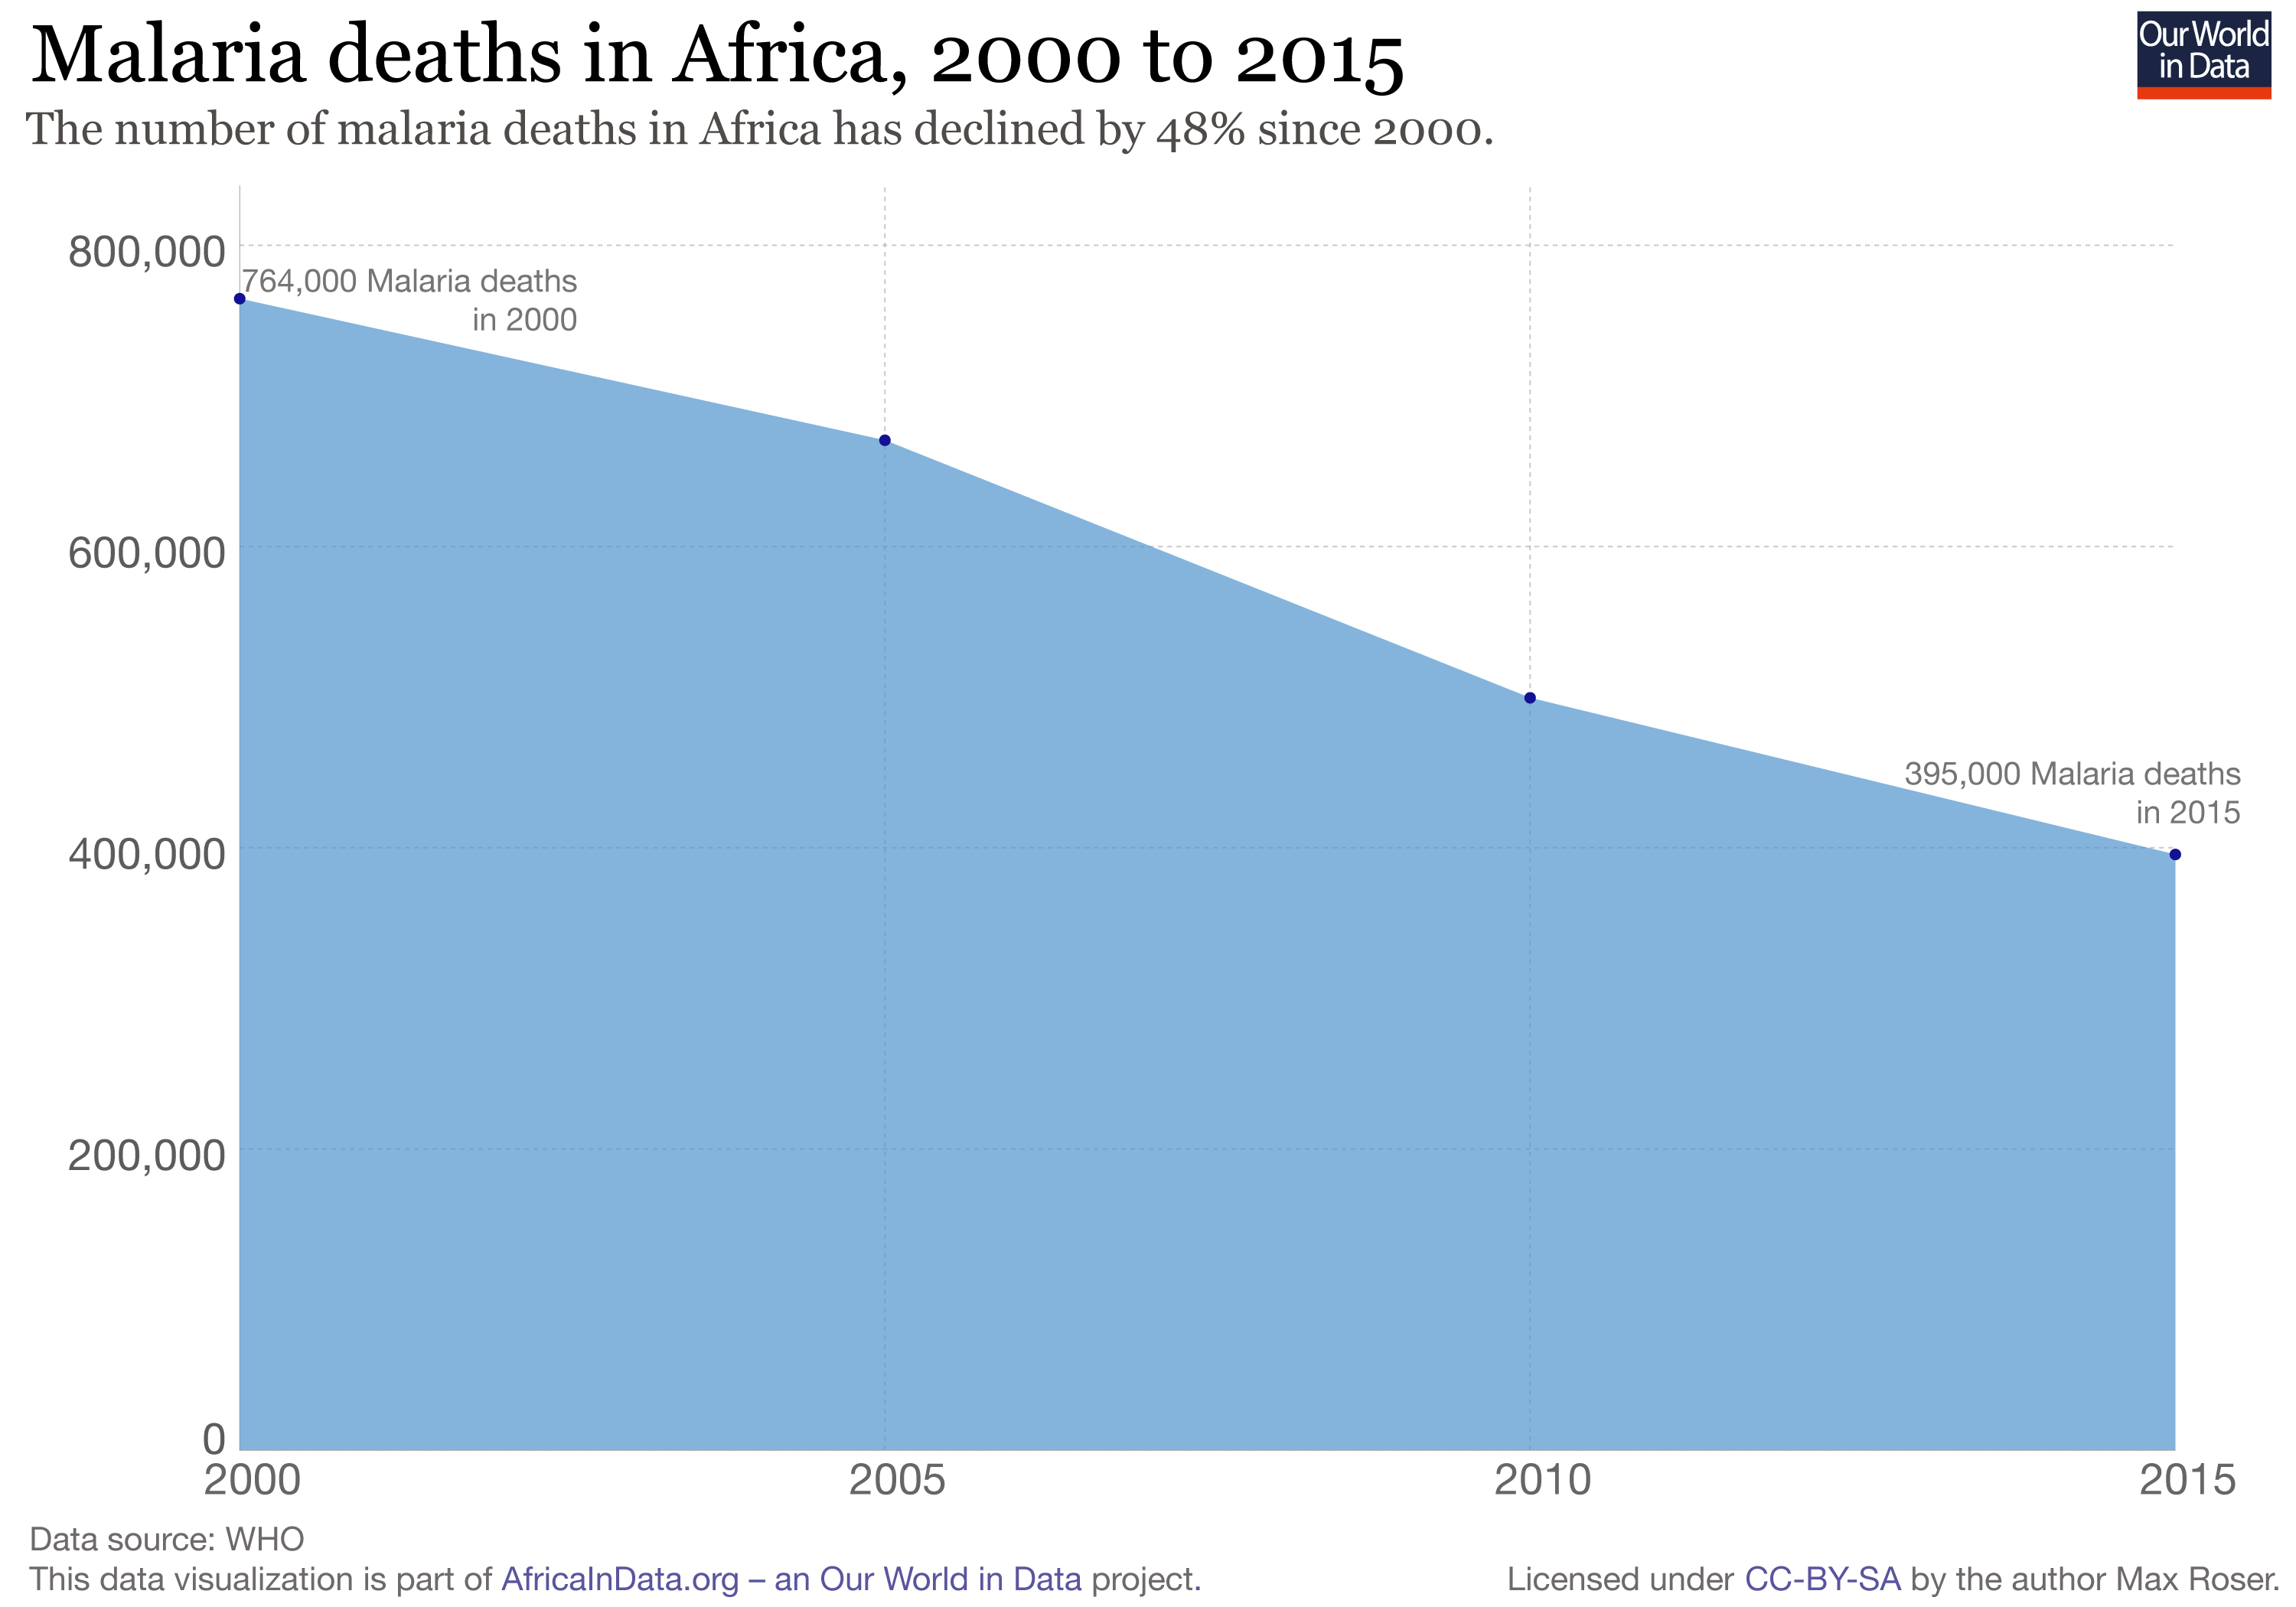 Malaria deaths in Africa, 2000 to 2015
Our World
in Data
The number of malaria deaths in Africa has declined by 48% since 2000.
800,000
764,000 Malaria deaths
in 2000
600,000
395,000 Malaria deaths
in 2015
400,000
200,000
0
2000 2005 2010 2015
Data source: WHO
This data visualization is part of AfricaInData.org – an Our World in Data project.
Licensed under CC-BY-SA by the author Max Roser.